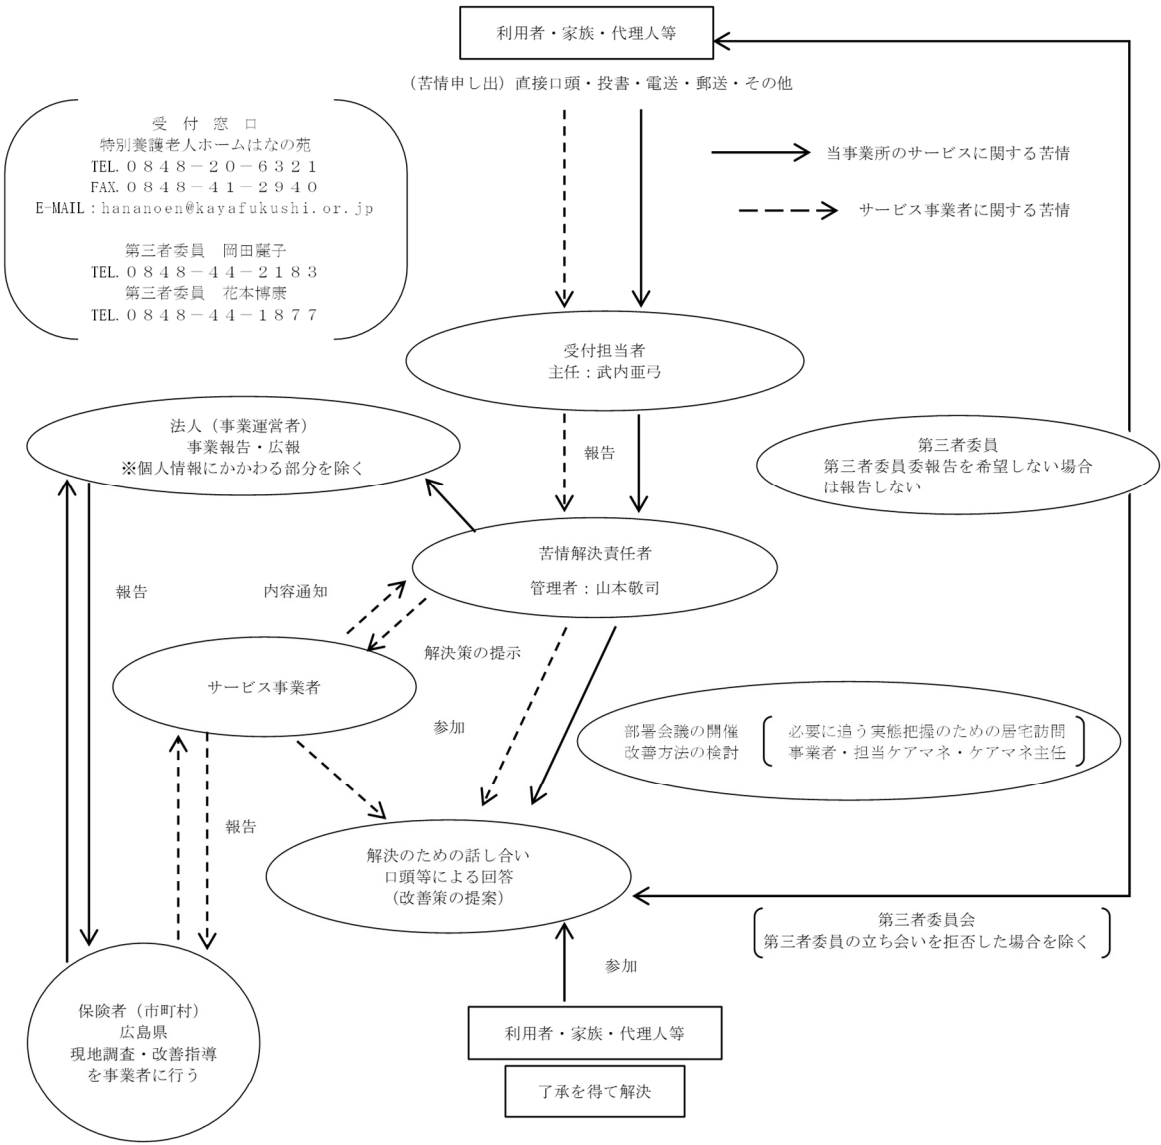 利用者・家族・代理人等
（苦情申し出）直接口頭・投書・電送・郵送・その他
受　付　窓　口
特別養護老人ホームはなの苑
TEL.０８４８－２０－６３２１
FAX.０８４８－４１－２９４０
E-MAIL：hananoen@kayafukushi.or.jp
第三者委員　岡田麗子
TEL.０８４８－４４－２１８３
第三者委員　花本博康
TEL.０８４８－４４－１８７７
当事業所のサービスに関する苦情
サービス事業者に関する苦情
受付担当者
主任：武内亜弓
法人（事業運営者）
事業報告・広報
※個人情報にかかわる部分を除く
報告
第三者委員
第三者委員委報告を希望しない場合
は報告しない
苦情解決責任者
管理者：山本敬司
報告
内容通知
解決策の提示
サービス事業者
参加
部署会議の開催
改善方法の検討
必要に追う実態把握のための居宅訪問
事業者・担当ケアマネ・ケアマネ主任
報告
解決のための話し合い
口頭等による回答
（改善策の提案）
第三者委員会
第三者委員の立ち会いを拒否した場合を除く
参加
保険者（市町村）
広島県
現地調査・改善指導
を事業者に行う
利用者・家族・代理人等
了承を得て解決